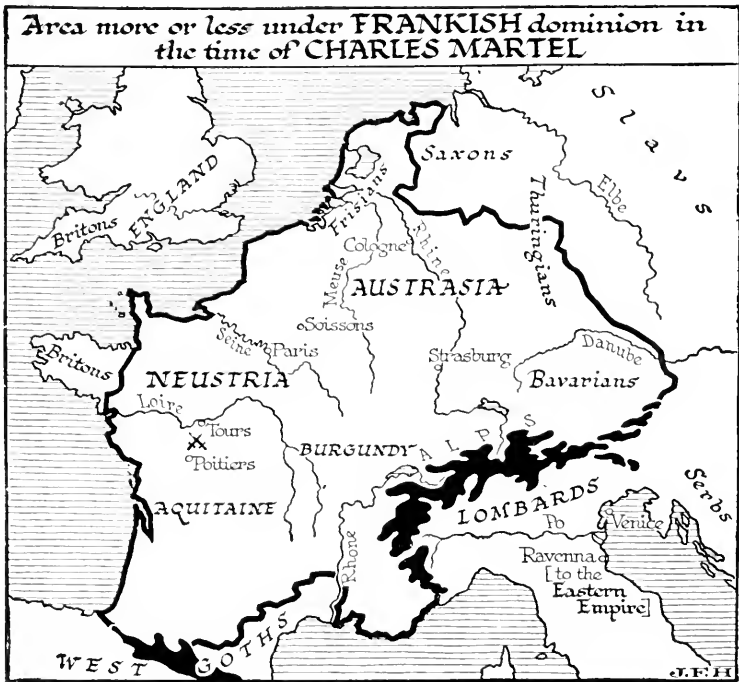 Area more or less under FRANKISH dominion in
the time of CHARLES MARTEL
Slavs
Saxons
ENGLAND
Britons
Frisians
Elbe
Thuringians
Cologne
Rhine
Meuse
AUSTRASIA
Soissons
Seine
Paris
Strasburg
Danube
Britons
NEUSTRIA
Bavarians
Loire
Tours
Poitiers
BURGUNDY
ALPS
AQUITAINE
LOMBARDS
Serbs
Po
Venice
Rhone
Ravenna
[to the
Eastern
Empire]
WEST GOTHS
J.F.H